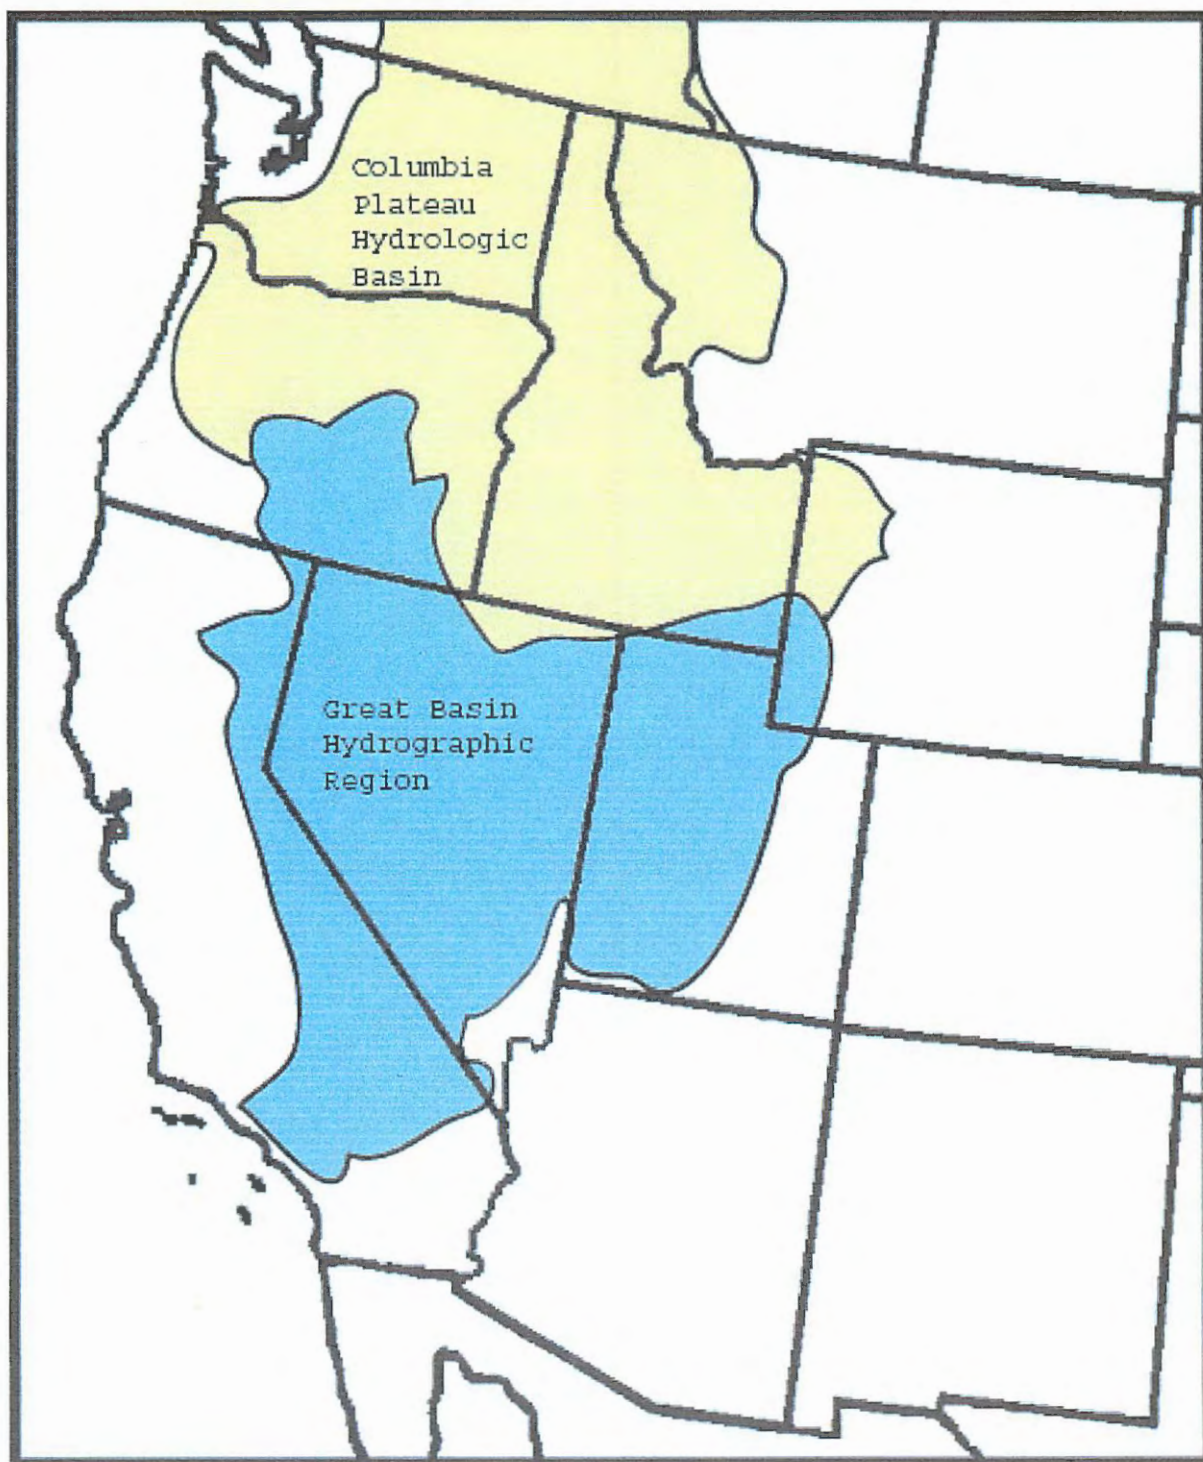 Columbia
Plateau
Hydrologic
Basin
Great Basin
Hydrographic
Region